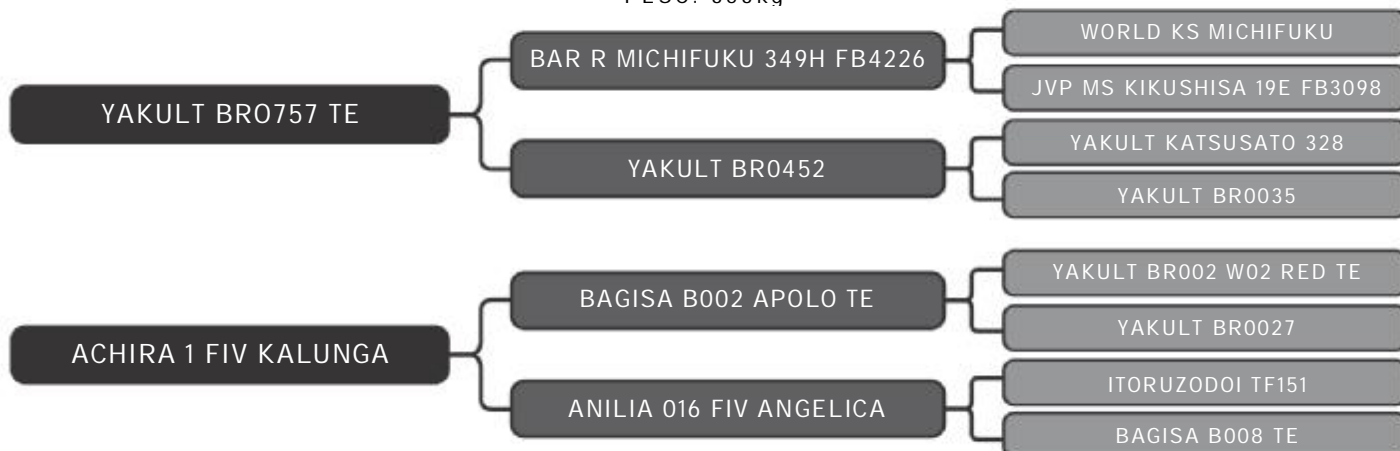 YAKULT BRO757 TE
BAR R MICHIFUKU 349H FB4226
WORLD KS MICHIFUKU
JVP MS KIKUSHISA 19E FB3098
YAKULT BR0452
YAKULT KATSUSATO 328
YAKULT BR0035
ACHIRA 1 FIV KALUNGA
BAGISA B002 APOLO TE
YAKULT BR002 W02 RED TE
YAKULT BR0027
ANILIA 016 FIV ANGELICA
ITORUZODOI TF151
BAGISA B008 TE